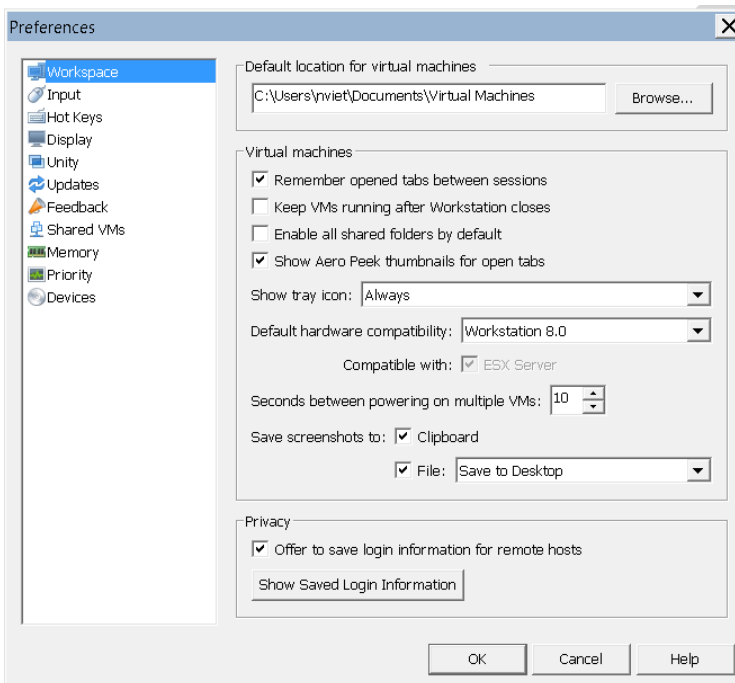 Preferences
Workspace
Input
Hot Keys
Display
Unity
Updates
Feedback
Shared VMs
Memory
Priority
Devices
Default location for virtual machines
C:\Users\nviet\Documents\Virtual Machines
Browse...
Virtual machines
Remember opened tabs between sessions
Keep VMs running after Workstation closes
Enable all shared folders by default
Show Aero Peek thumbnails for open tabs
Show tray icon: Always
Default hardware compatibility: Workstation 8.0
Compatible with: ESX Server
Seconds between powering on multiple VMs: 10
Save screenshots to: Clipboard
File: Save to Desktop
Privacy
Offer to save login information for remote hosts
Show Saved Login Information
OK Cancel Help